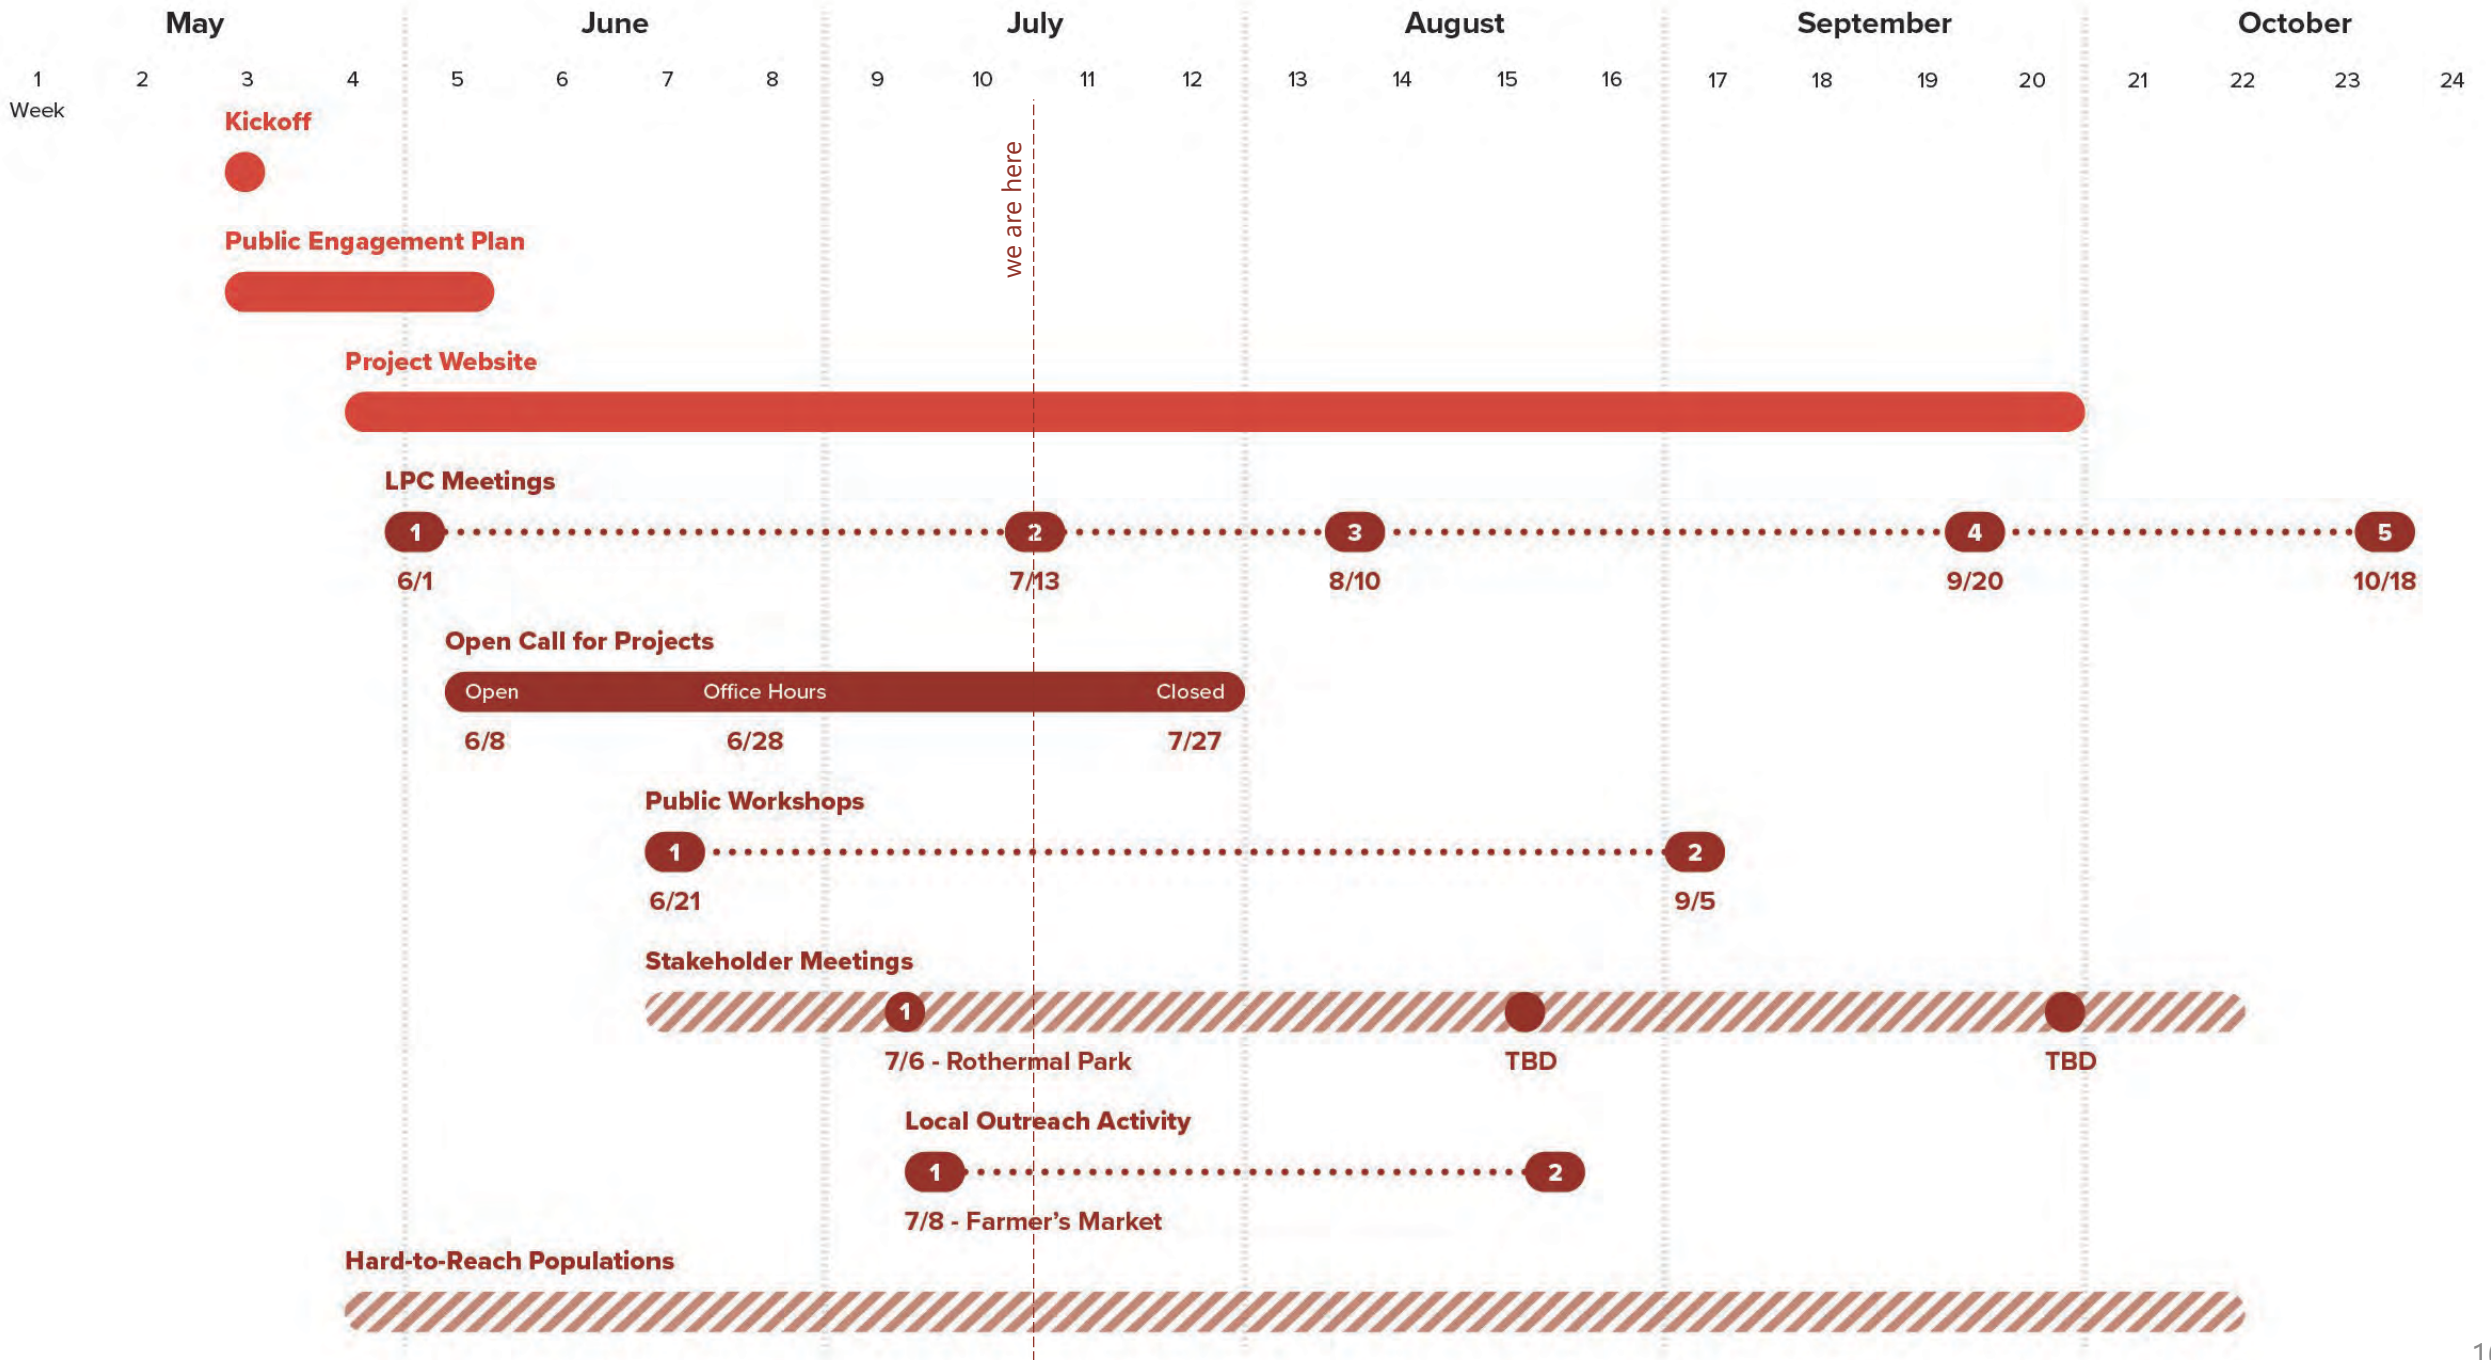 May June July August September October
1 2 3 4 5 6 7 8 9 10 11 12 13 14 15 16 17 18 19 20 21 22 23 24
Week
Kickoff
we are here
Public Engagement Plan
Project Website
LPC Meetings
1 2 3 4 5
6/1 7/13 8/10 9/20 10/18
Open Call for Projects
Open Office Hours Closed
6/8 6/28 7/27
Public Workshops
1 2
6/21 9/5
Stakeholder Meetings
1
7/6 - Rothermal Park TBD TBD
Local Outreach Activity
1 2
7/8 - Farmer’s Market
Hard-to-Reach Populations